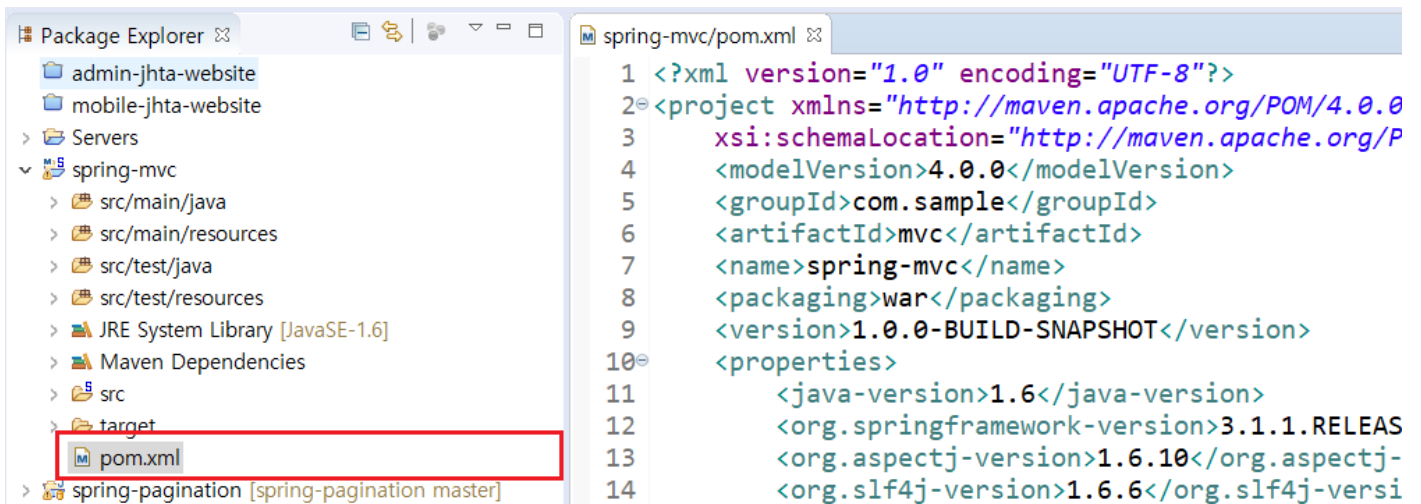 Package Explorer
admin-jhta-website
mobile-jhta-website
Servers
spring-mvc
src/main/java
src/main/resources
src/test/java
src/test/resources
JRE System Library [JavaSE-1.6]
Maven Dependencies
src
target
pom.xml
spring-pagination [spring-pagination master]
spring-mvc/pom.xml
1 <?xml version="1.0" encoding="UTF-8"?>
2 <project xmlns="http://maven.apache.org/POM/4.0.0
3 xsi:schemaLocation="http://maven.apache.org/P
4 <modelVersion>4.0.0</modelVersion>
5 <groupId>com.sample</groupId>
6 <artifactId>mvc</artifactId>
7 <name>spring-mvc</name>
8 <packaging>war</packaging>
9 <version>1.0.0-BUILD-SNAPSHOT</version>
10 <properties>
11 <java-version>1.6</java-version>
12 <org.springframework-version>3.1.1.RELEAS
13 <org.aspectj-version>1.6.10</org.aspectj-
14 <org.slf4j-version>1.6.6</org.slf4j-versi